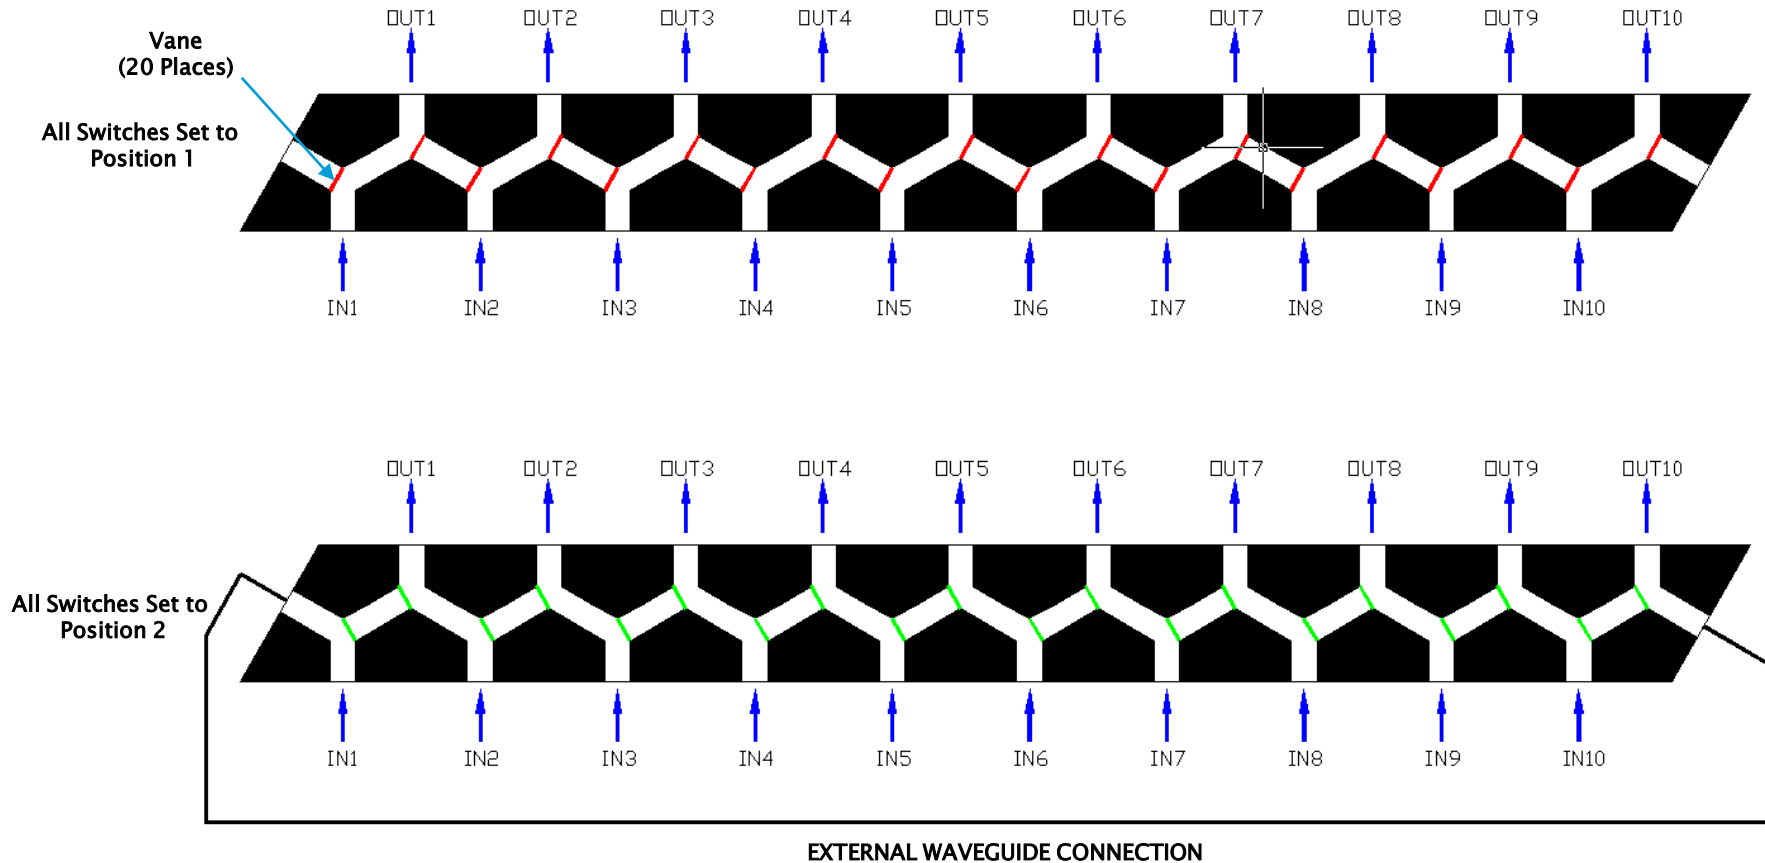 OUT1 OUT2 OUT3 OUT4 OUT5 OUT6 OUT7 OUT8 OUT9 OUT10
Vane
(20 Places)
All Switches Set to
Position 1
IN1 IN2 IN3 IN4 IN5 IN6 IN7 IN8 IN9 IN10
OUT1 OUT2 OUT3 OUT4 OUT5 OUT6 OUT7 OUT8 OUT9 OUT10
All Switches Set to
Position 2
IN1 IN2 IN3 IN4 IN5 IN6 IN7 IN8 IN9 IN10
EXTERNAL WAVEGUIDE CONNECTION